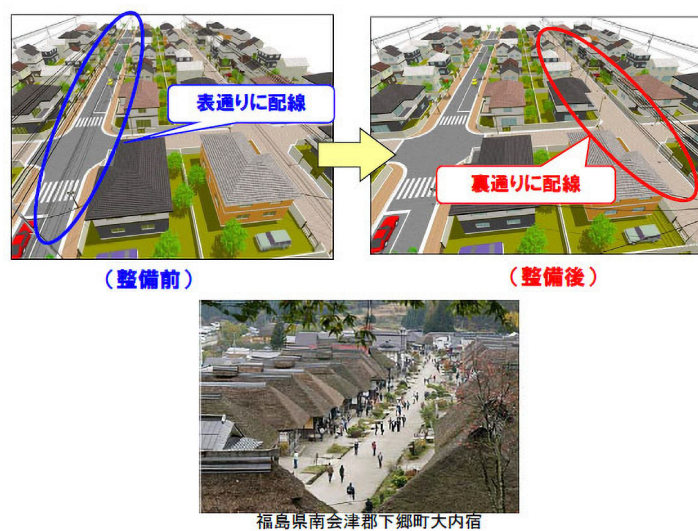 表通りに配線
裏通りに配線
（整備前）
（整備後）
福島県南会津郡下郷町大内宿